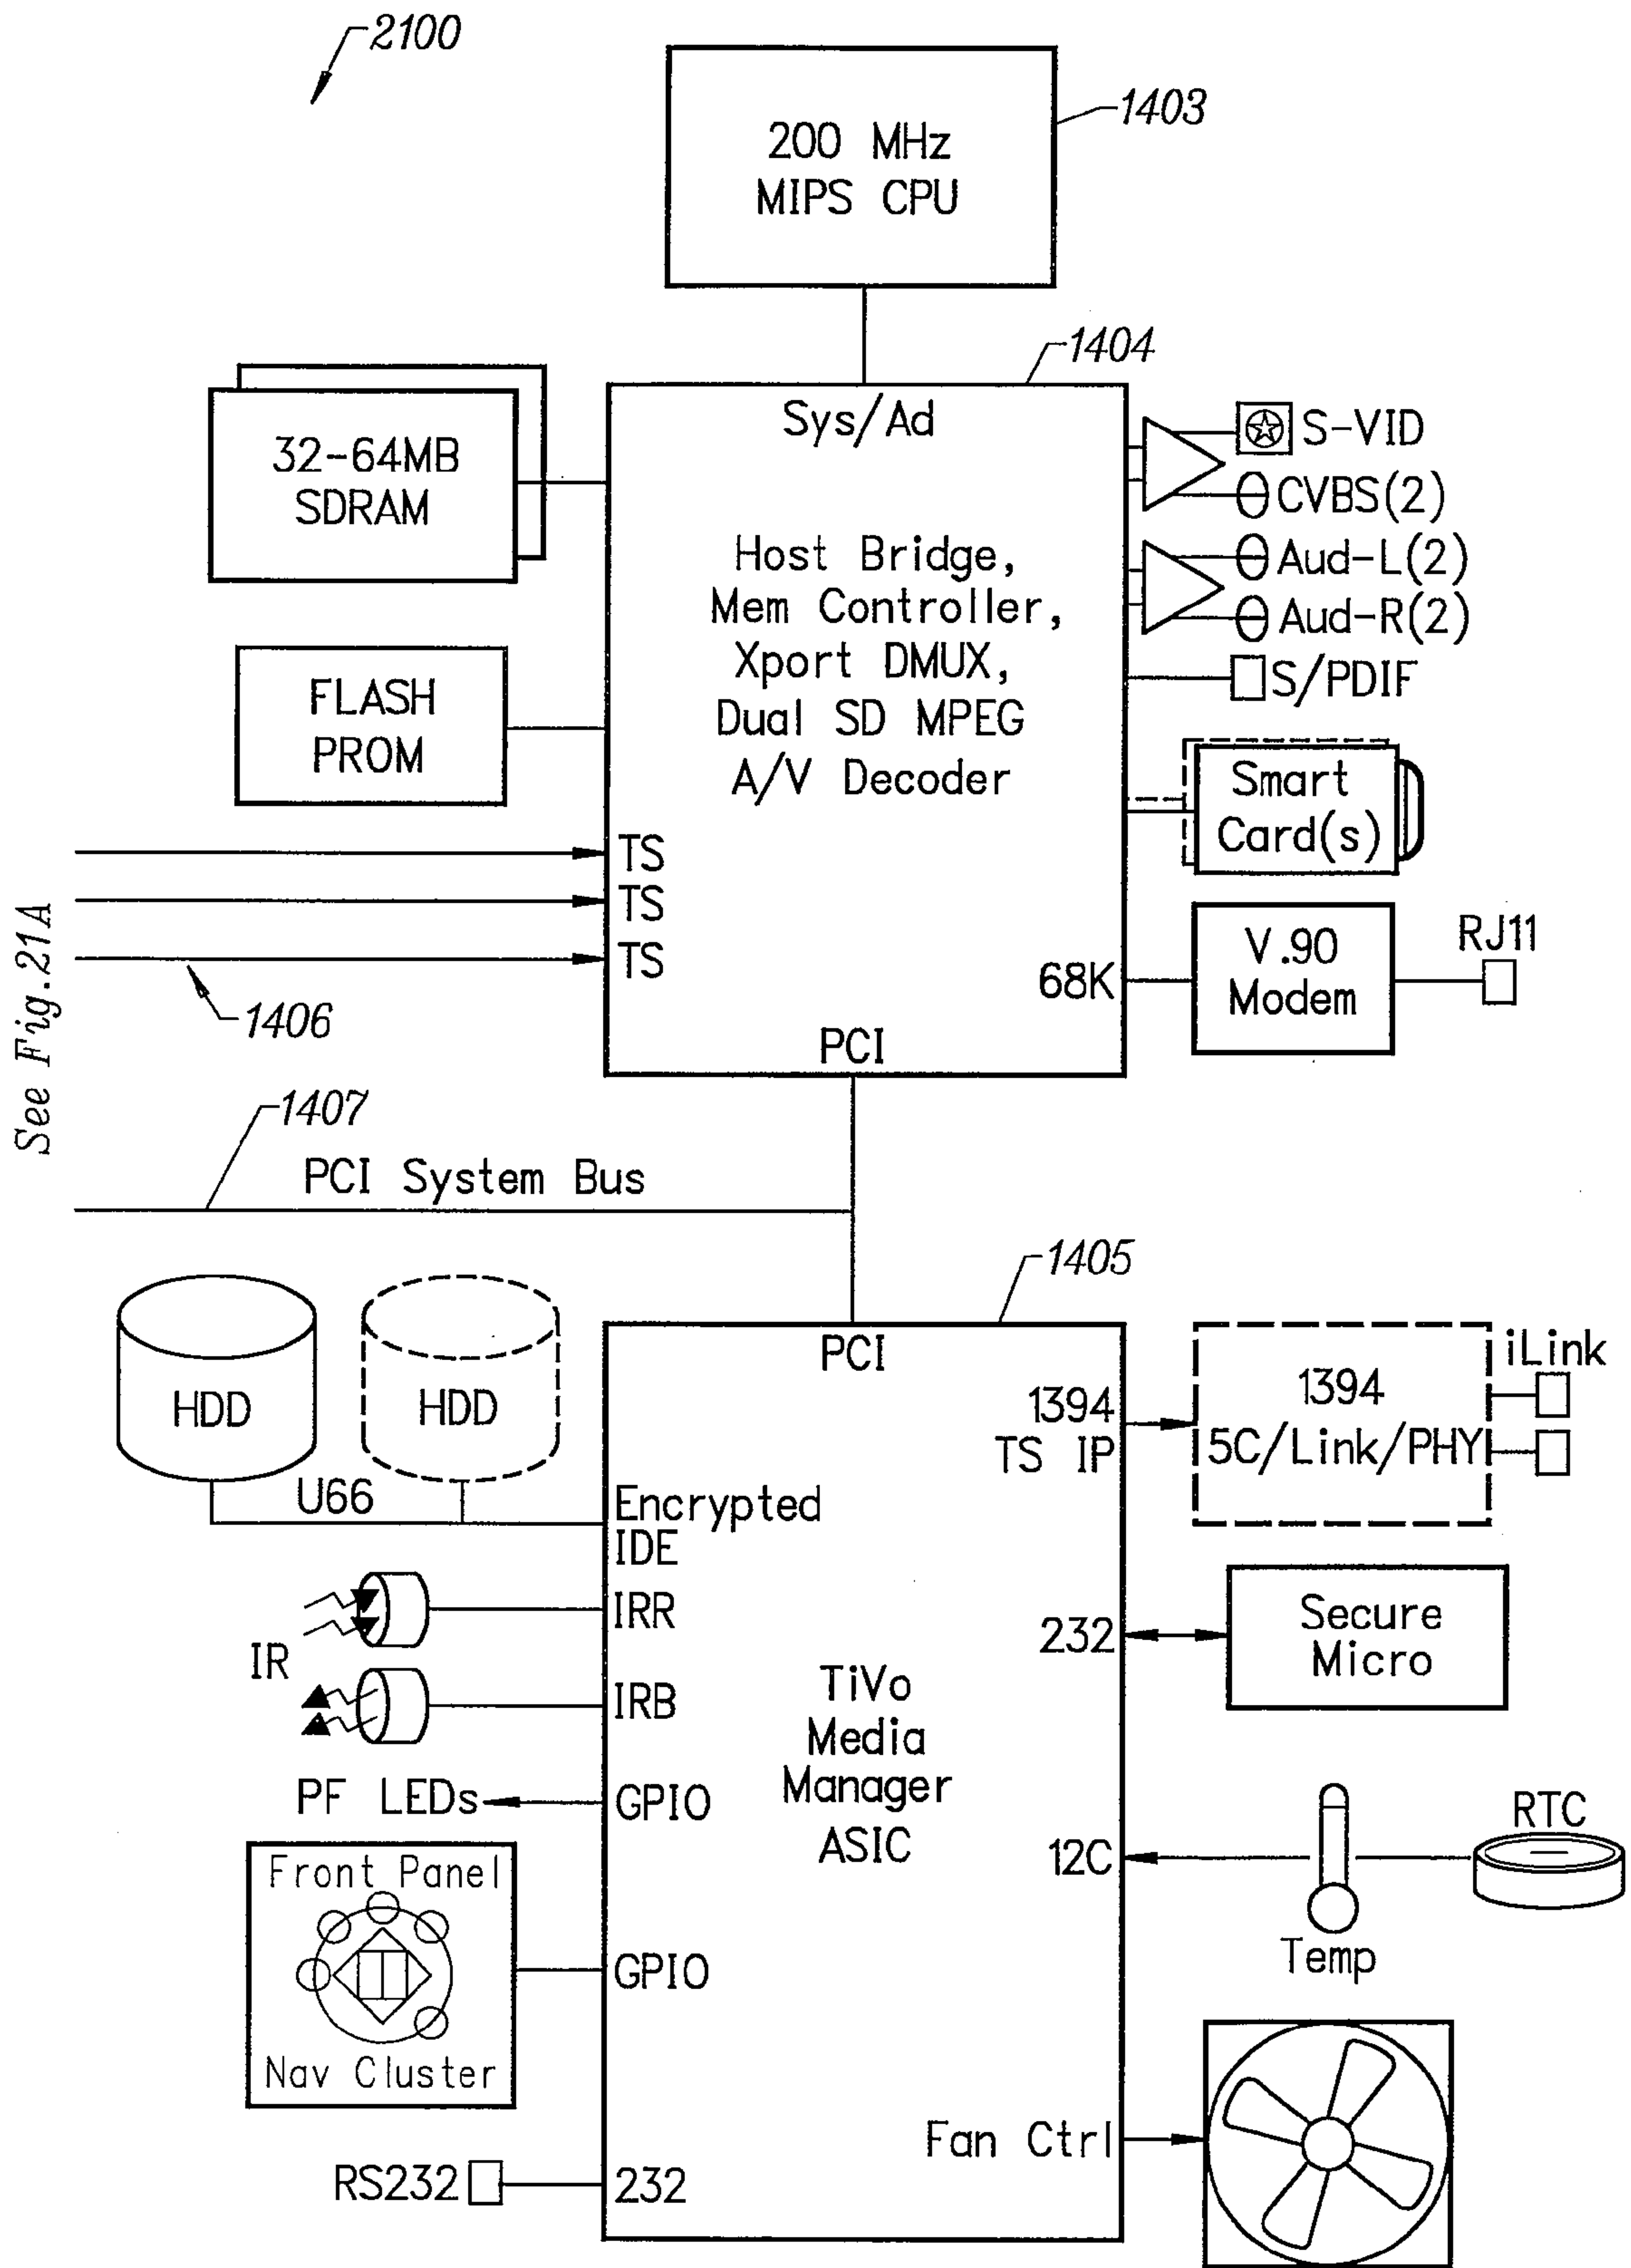 2100
200 MHz
MIPS CPU
1403
1404
32-64MB
SDRAM
Sys/Ad
S-VID
CVBS(2)
Aud-L(2)
Aud-R(2)
S/PDIF
Host Bridge,
Mem Controller,
Xport DMUX,
Dual SD MPEG
A/V Decoder
FLASH
PROM
Smart
Card(s)
TS
TS
TS
See Fig.21A
1406
68K
V.90
Modem
RJ11
PCI
1407
PCI System Bus
1405
HDD
HDD
U66
PCI
1394
TS IP
1394
5C/Link/PHY
iLink
Encrypted
IDE
IRR
IR
IRB
232
Secure
Micro
TiVo
Media
Manager
ASIC
PF LEDs
GPIO
12C
RTC
Temp
Front Panel
Nav Cluster
GPIO
Fan Ctrl
RS232
232